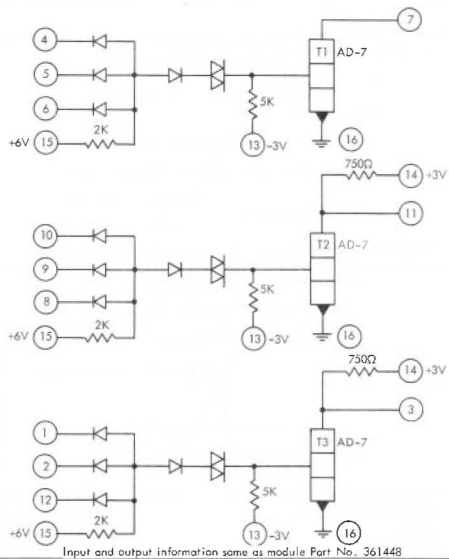 7
4
T1 AD-7
5
6
5K
2K
+6V 15
13 -3V
16
750Ω
14 +3V
10
11
9
T2 AD-7
8
5K
2K
+6V 15
13 -3V
16
750Ω
14 +3V
1
3
2
T3 AD-7
12
5K
2K
+6V 15
13 -3V
16
Input and output information same as module Part No. 361448